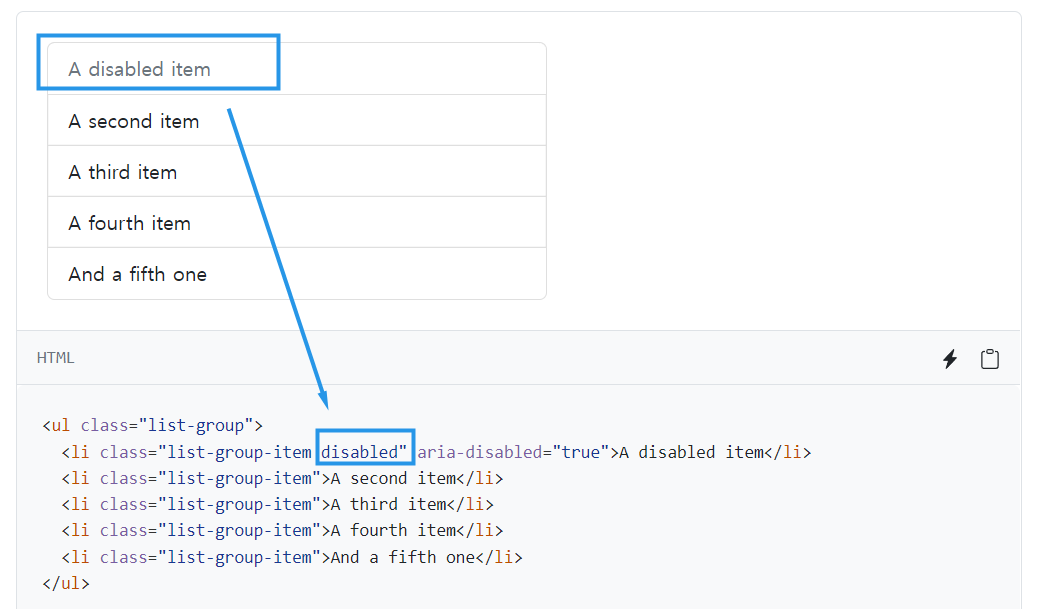 A disabled item
A second item
A third item
A fourth item
And a fifth one
HTML
<ul class="list-group">
<li class="list-group-item disabled" aria-disabled="true">A disabled item</li>
<li class="list-group-item">A second item</li>
<li class="list-group-item">A third item</li>
<li class="list-group-item">A fourth item</li>
<li class="list-group-item">And a fifth one</li>
</ul>